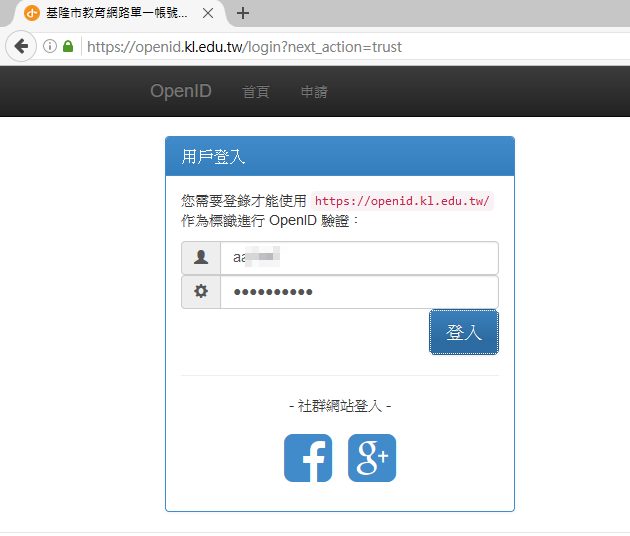 基隆市教育網路單一帳號...
https://openid.kl.edu.tw/login?next_action=trust
OpenID 首頁 申請
用戶登入
您需要登錄才能使用 https://openid.kl.edu.tw/
作為標識進行 OpenID 驗證：
aa
••••••••••
登入
- 社群網站登入 -